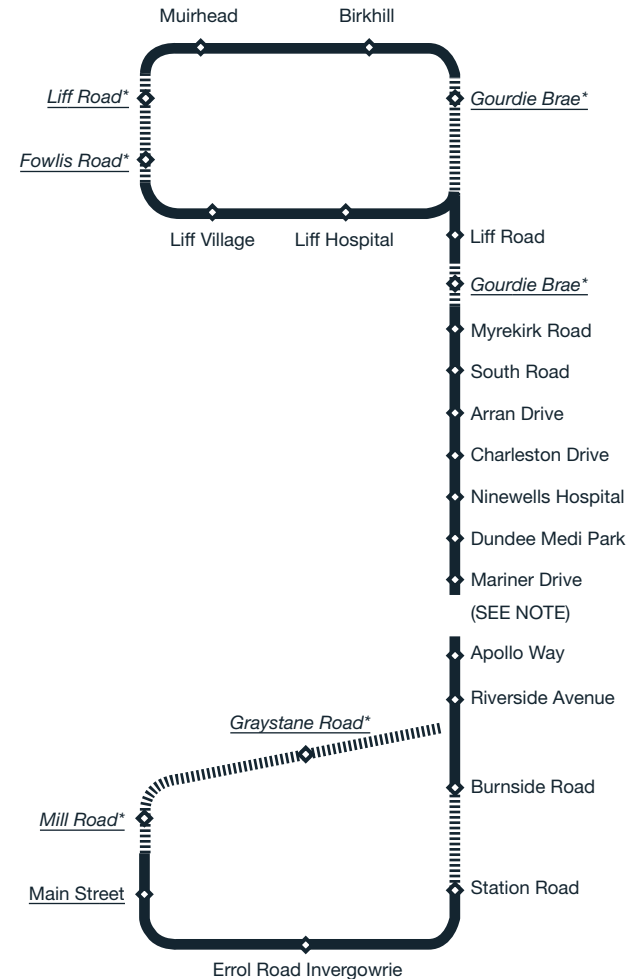 Muirhead
Birkhill
Liff Road*
Gourdie Brae*
Fowlis Road*
Liff Village
Liff Hospital
Liff Road
Gourdie Brae*
Myrekirk Road
South Road
Arran Drive
Charleston Drive
Ninewells Hospital
Dundee Medi Park
Mariner Drive
(SEE NOTE)
Apollo Way
Riverside Avenue
Graystane Road*
Burnside Road
Mill Road*
Main Street
Station Road
Errol Road Invergowrie